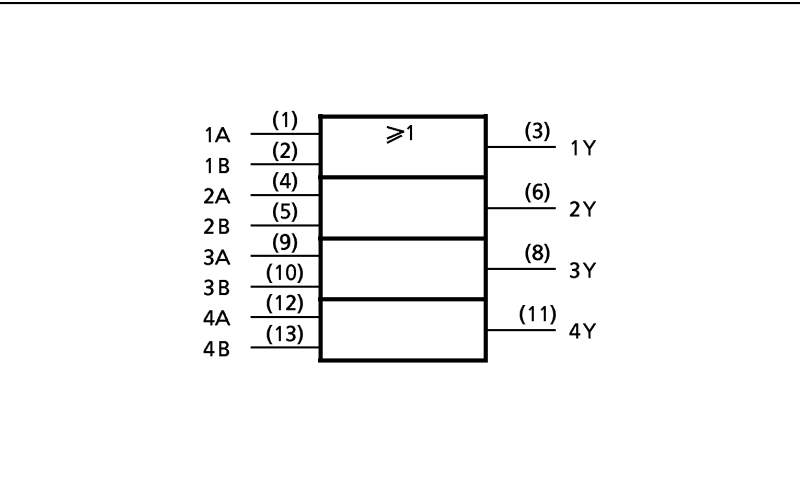 1A (1) ⩾1 (3) 1Y
1B (2)
2A (4) (6) 2Y
2B (5)
3A (9) (8) 3Y
3B (10)
4A (12) (11) 4Y
4B (13)